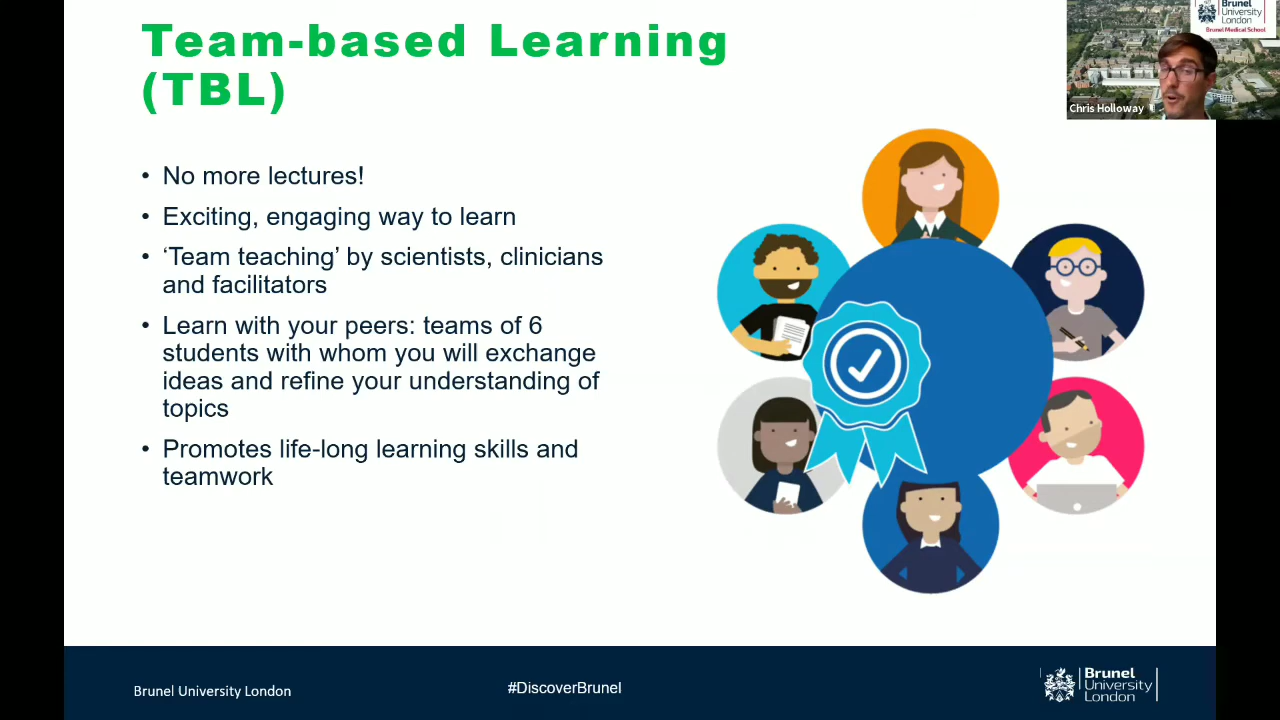 Team-based Learning
(TBL)
• No more lectures!
• Exciting, engaging way to learn
• ‘Team teaching’ by scientists, clinicians
and facilitators
• Learn with your peers: teams of 6
students with whom you will exchange
ideas and refine your understanding of
topics
• Promotes life-long learning skills and
teamwork
Brunel
University
London
Brunel Medical School
Chris Holloway
Brunel University London
#DiscoverBrunel
Brunel
University
London